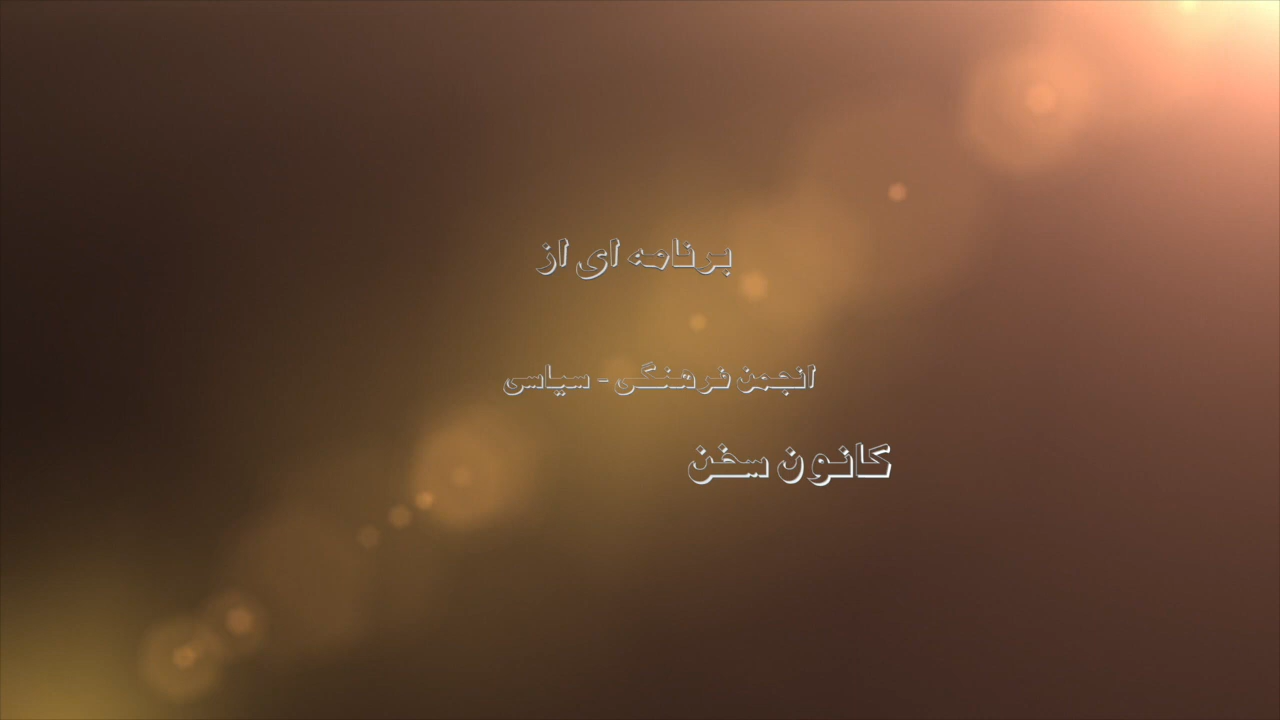 برنامه ای از
انجمن فرهنگی - سیاسی
کانون سخن